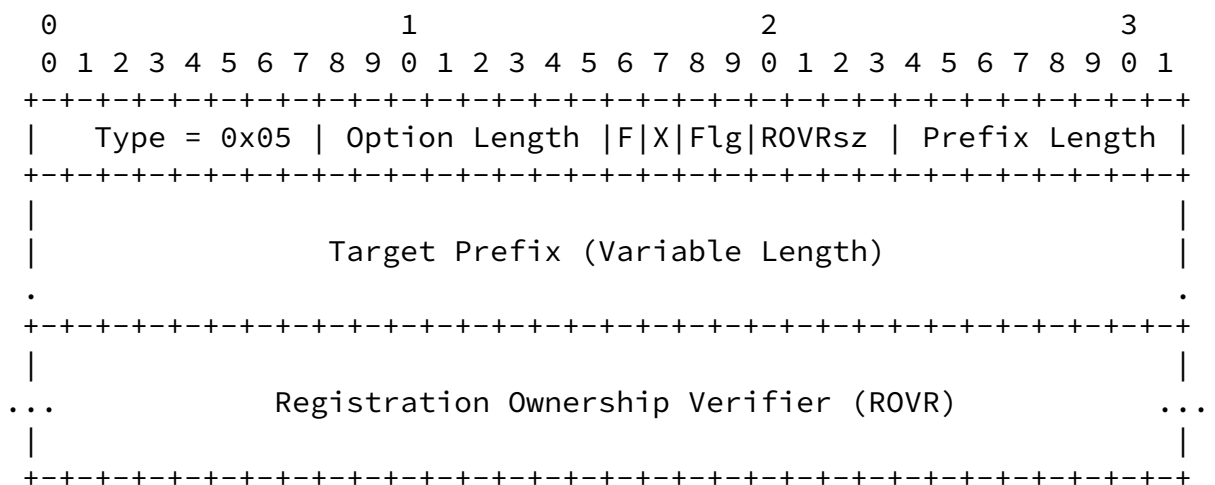 0                   1                   2                   3
 0 1 2 3 4 5 6 7 8 9 0 1 2 3 4 5 6 7 8 9 0 1 2 3 4 5 6 7 8 9 0 1
+-+-+-+-+-+-+-+-+-+-+-+-+-+-+-+-+-+-+-+-+-+-+-+-+-+-+-+-+-+-+-+-+
|   Type = 0x05 | Option Length |F|X|Flg|ROVRsz | Prefix Length |
+-+-+-+-+-+-+-+-+-+-+-+-+-+-+-+-+-+-+-+-+-+-+-+-+-+-+-+-+-+-+-+-+
|                                                               |
|                Target Prefix (Variable Length)                |
.                                                               .
+-+-+-+-+-+-+-+-+-+-+-+-+-+-+-+-+-+-+-+-+-+-+-+-+-+-+-+-+-+-+-+-+
|                                                               |
...            Registration Ownership Verifier (ROVR)           ...
|                                                               |
+-+-+-+-+-+-+-+-+-+-+-+-+-+-+-+-+-+-+-+-+-+-+-+-+-+-+-+-+-+-+-+-+